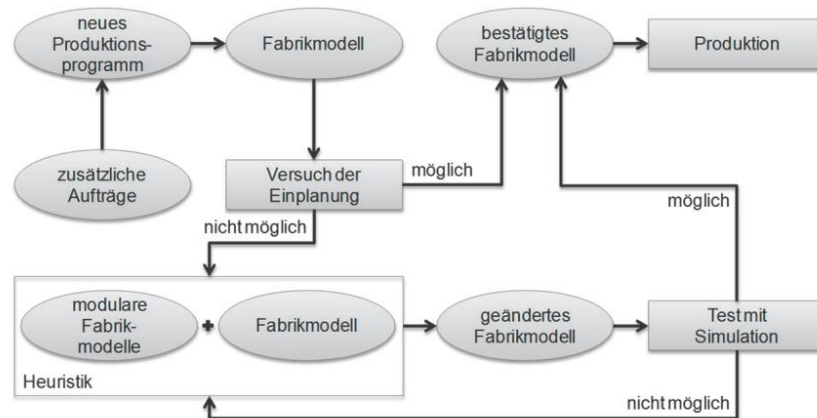 neues
Produktions-
programm
Fabrikmodell
bestätigtes
Fabrikmodell
Produktion
zusätzliche
Aufträge
Versuch der
Einplanung
möglich
nicht möglich
möglich
modulare
Fabrik-
modelle
+
Fabrikmodell
geändertes
Fabrikmodell
Test mit
Simulation
Heuristik
nicht möglich